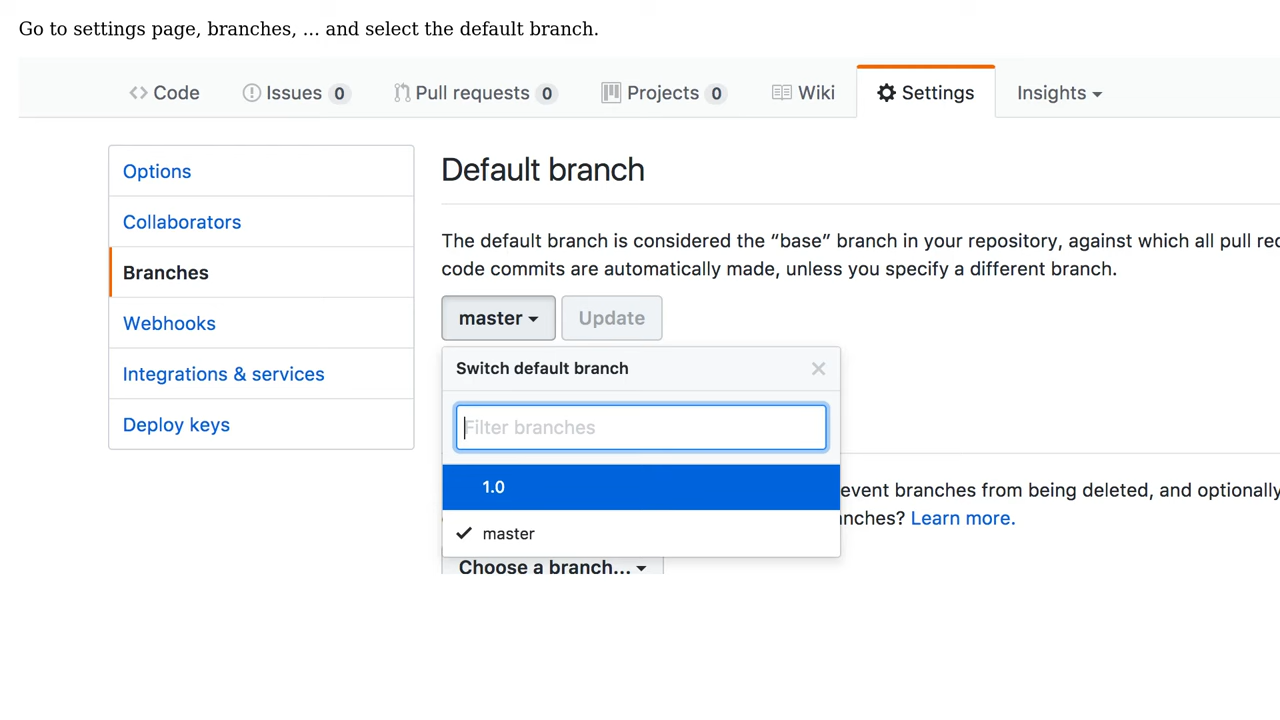 Go to settings page, branches, ... and select the default branch.
Code Issues 0 Pull requests 0 Projects 0 Wiki Settings Insights
Options
Collaborators
Branches
Webhooks
Integrations & services
Deploy keys
Default branch
The default branch is considered the “base” branch in your repository, against which all pull
code commits are automatically made, unless you specify a different branch.
master Update
Switch default branch
Filter branches
1.0
master
event branches from being deleted, and optionally
nches? Learn more.
Choose a branch...